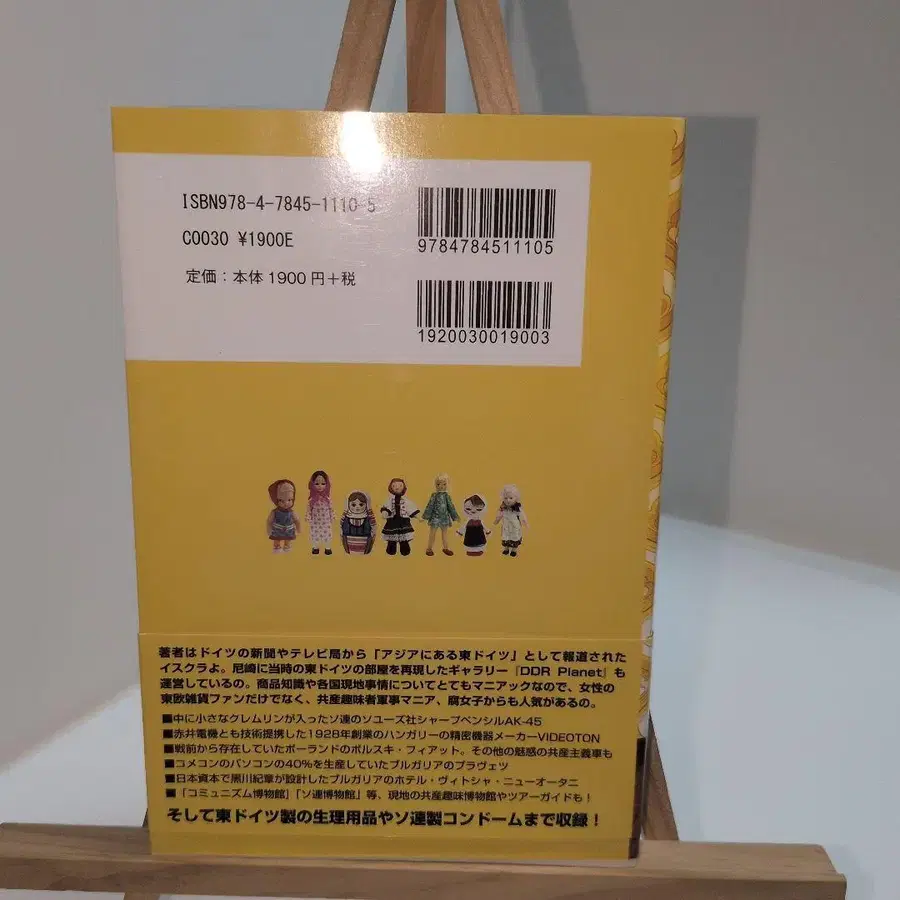 ISBN978-4-7845-1110-5
C0030 ¥1900E
定価：本体1900円＋税
9784784511105
1920030019003
著者はドイツの新聞やテレビ局から「アジアにある東ドイツ」として報道された
イスクラよ。尼崎に当時の東ドイツの部屋を再現したギャラリー『DDR Planet』も
運営しているの。商品知識や各国現地事情についてとてもマニアックなので、女性の
東欧雑貨ファンだけでなく、共産趣味者軍事マニア、腐女子からも人気があるの。
■中に小さなグレムリンが入ったソ連のソユーズ社シャープペンシルAK-45
■赤井電機とも技術提携した1928年創業のハンガリーの精密機器メーカーVIDEOTON
■戦前から存在していたポーランドのポルスキ・フィアット。その他の魅惑の共産主義車も
■コメコンのパソコンの40%を生産していたブルガリアのプラヴェツ
■日本資本で黒川紀章が設計したブルガリアのホテル・ヴィトシャ・ニューオータニ
■「コミュニズム博物館」「ソ連博物館」等、現地の共産趣味博物館やツアーガイドも！
そして東ドイツ製の生理用品やソ連製コンドームまで収録！